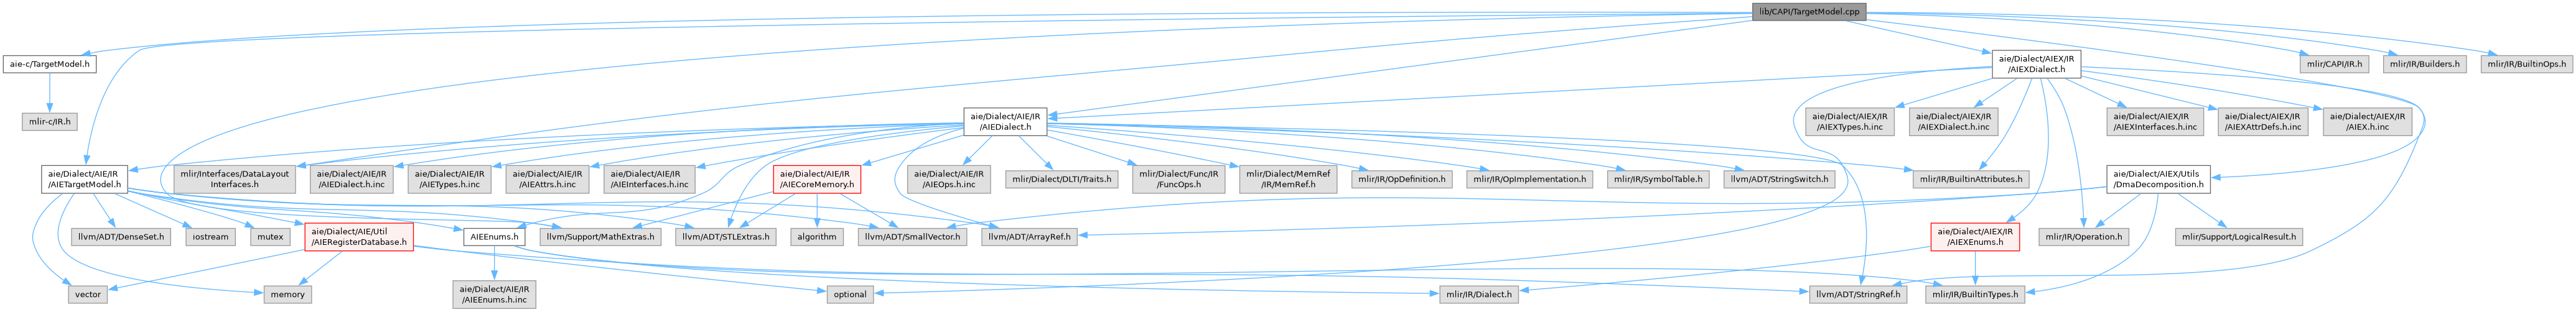 lib/CAPI/TargetModel.cpp
aie-c/TargetModel.h
aie/Dialect/AIEX/IR
/AIEXDialect.h
mlir/CAPI/IR.h
mlir/IR/Builders.h
mlir/IR/BuiltinOps.h
mlir-c/IR.h
aie/Dialect/AIE/IR
/AIEDialect.h
aie/Dialect/AIEX/IR
/AIEXTypes.h.inc
aie/Dialect/AIEX/IR
/AIEXDialect.h.inc
aie/Dialect/AIEX/IR
/AIEXInterfaces.h.inc
aie/Dialect/AIEX/IR
/AIEXAttrDefs.h.inc
aie/Dialect/AIEX/IR
/AIEX.h.inc
aie/Dialect/AIE/IR
/AIETargetModel.h
mlir/Interfaces/DataLayout
Interfaces.h
aie/Dialect/AIE/IR
/AIEDialect.h.inc
aie/Dialect/AIE/IR
/AIETypes.h.inc
aie/Dialect/AIE/IR
/AIEAttrs.h.inc
aie/Dialect/AIE/IR
/AIEInterfaces.h.inc
aie/Dialect/AIE/IR
/AIECoreMemory.h
aie/Dialect/AIE/IR
/AIEOps.h.inc
mlir/Dialect/DLTI/Traits.h
mlir/Dialect/Func/IR
/FuncOps.h
mlir/Dialect/MemRef
/IR/MemRef.h
mlir/IR/OpDefinition.h
mlir/IR/OpImplementation.h
mlir/IR/SymbolTable.h
llvm/ADT/StringSwitch.h
mlir/IR/BuiltinAttributes.h
aie/Dialect/AIEX/Utils
/DmaDecomposition.h
llvm/ADT/DenseSet.h
iostream
mutex
aie/Dialect/AIE/Util
/AIERegisterDatabase.h
AIEEnums.h
llvm/Support/MathExtras.h
llvm/ADT/STLExtras.h
algorithm
llvm/ADT/SmallVector.h
llvm/ADT/ArrayRef.h
aie/Dialect/AIEX/IR
/AIEXEnums.h
mlir/IR/Operation.h
mlir/Support/LogicalResult.h
vector
memory
aie/Dialect/AIE/IR
/AIEEnums.h.inc
optional
mlir/IR/Dialect.h
llvm/ADT/StringRef.h
mlir/IR/BuiltinTypes.h